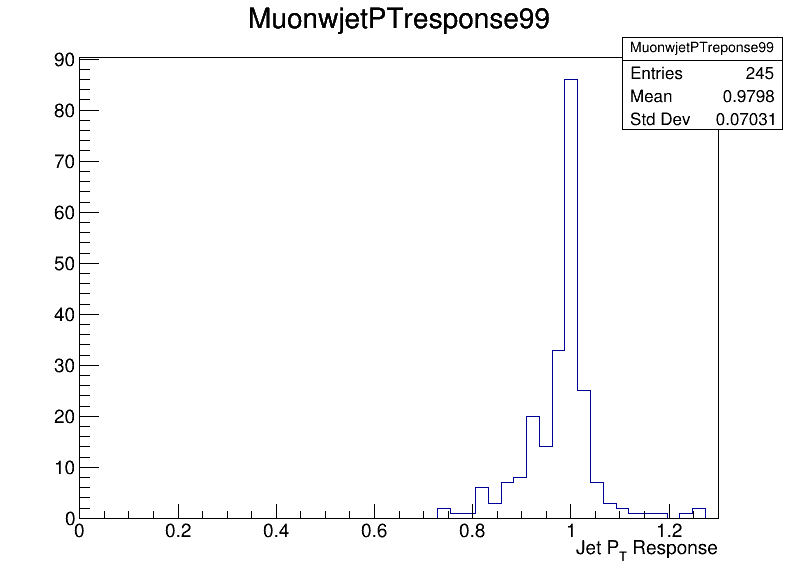 MuonwjetPTresponse99
MuonwjetPTreponse99
Entries 245
Mean 0.9798
Std Dev 0.07031
90
80
70
60
50
40
30
20
10
0
0 0.2 0.4 0.6 0.8 1 1.2
Jet P_T Response